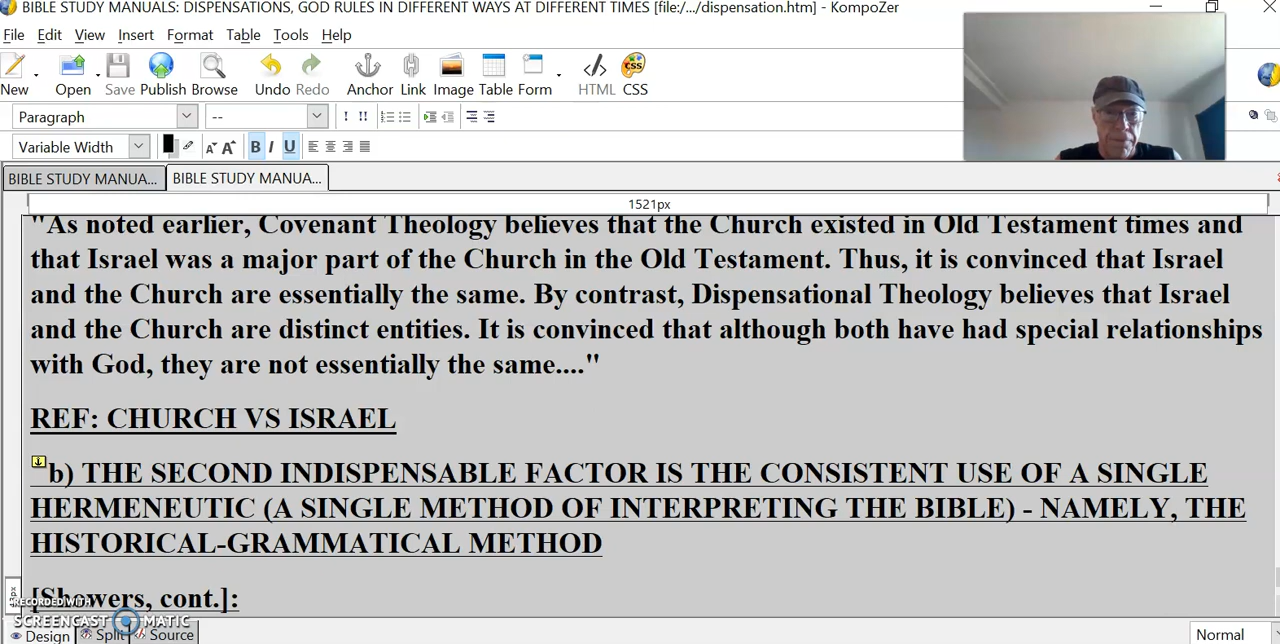 BIBLE STUDY MANUALS: DISPENSATIONS, GOD RULES IN DIFFERENT WAYS AT DIFFERENT TIMES [file:/.../dispensation.htm] - KompoZer
File Edit View Insert Format Table Tools Help
New Open Save Publish Browse Undo Redo Anchor Link Image Table Form HTML CSS
Paragraph --
Variable Width B I U
BIBLE STUDY MANUA... BIBLE STUDY MANUA...
1521px
"As noted earlier, Covenant Theology believes that the Church existed in Old Testament times and
that Israel was a major part of the Church in the Old Testament. Thus, it is convinced that Israel
and the Church are essentially the same. By contrast, Dispensational Theology believes that Israel
and the Church are distinct entities. It is convinced that although both have had special relationships
with God, they are not essentially the same...."
REF: CHURCH VS ISRAEL
b) THE SECOND INDISPENSABLE FACTOR IS THE CONSISTENT USE OF A SINGLE
HERMENEUTIC (A SINGLE METHOD OF INTERPRETING THE BIBLE) - NAMELY, THE
HISTORICAL-GRAMMATICAL METHOD
[Showers, cont.]:
RECORDED WITH
SCREENCAST MATIC
Design Split Source
Normal